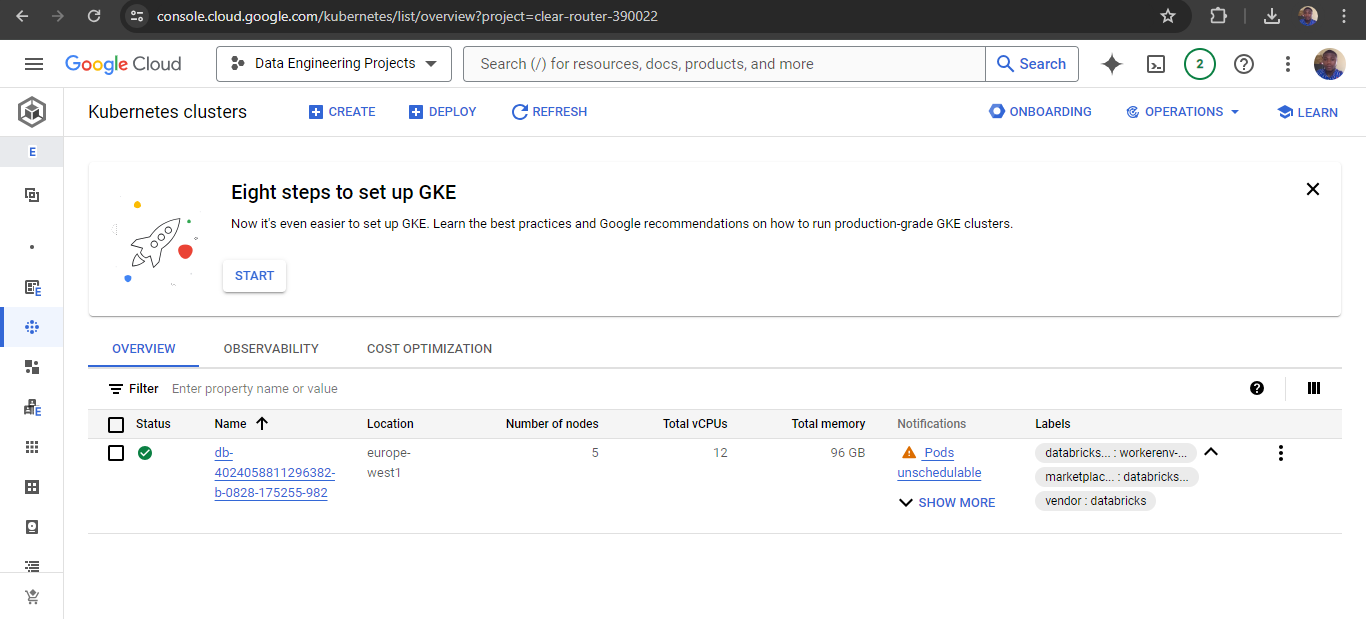 console.cloud.google.com/kubernetes/list/overview?project=clear-router-390022
Google Cloud
Data Engineering Projects
Search (/) for resources, docs, products, and more
Search
2
Kubernetes clusters
CREATE
DEPLOY
REFRESH
ONBOARDING
OPERATIONS
LEARN
E
E
E
Eight steps to set up GKE
Now it's even easier to set up GKE. Learn the best practices and Google recommendations on how to run production-grade GKE clusters.
START
OVERVIEW
OBSERVABILITY
COST OPTIMIZATION
Filter
Enter property name or value
Status
Name
Location
Number of nodes
Total vCPUs
Total memory
Notifications
Labels
db-
4024058811296382-
b-0828-175255-982
europe-
west1
5
12
96 GB
Pods
unschedulable
SHOW MORE
databricks... : workerenv-...
marketplac... : databricks...
vendor : databricks